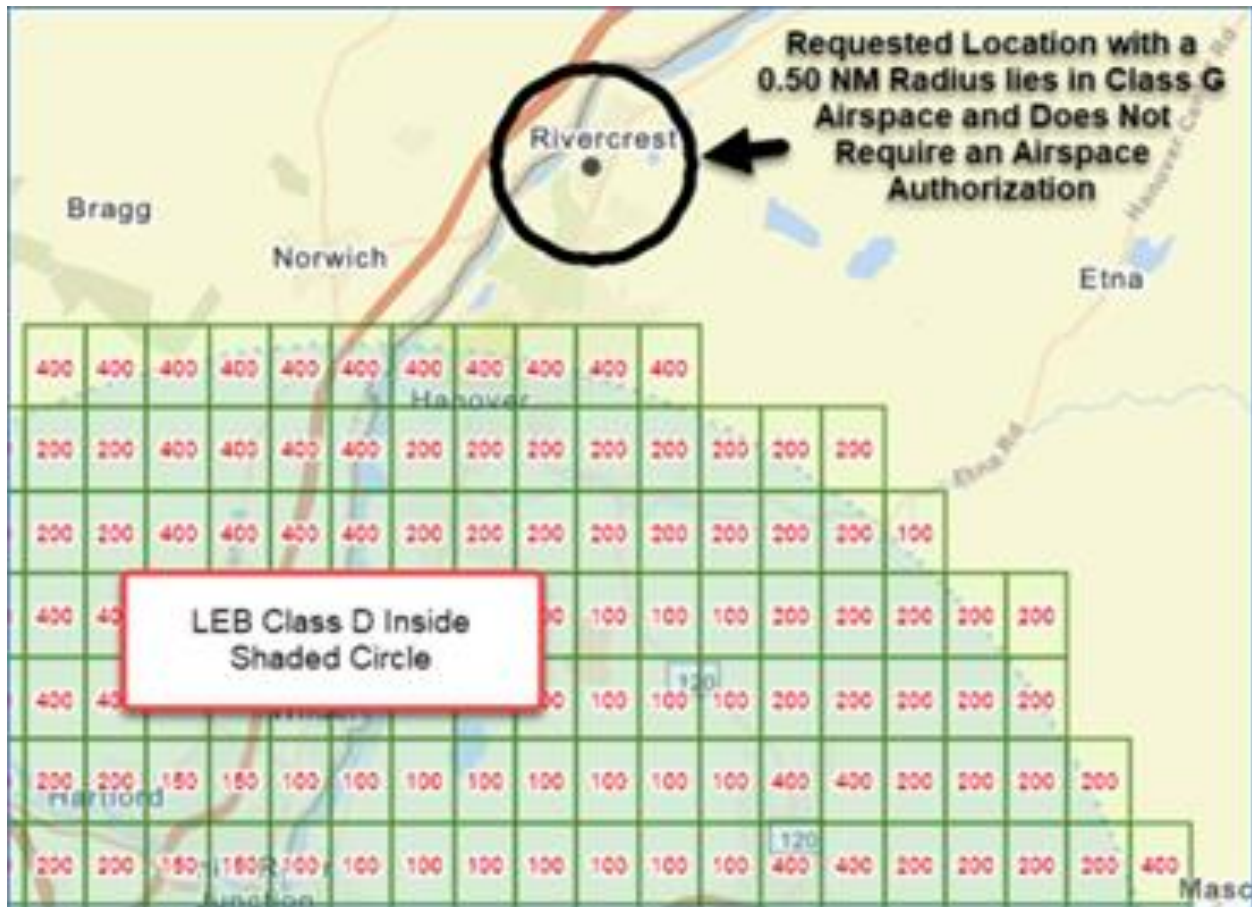 Requested Location with a
0.50 NM Radius lies in Class G
Airspace and Does Not
Require an Airspace
Authorization
Rivercrest
Bragg
Norwich
Etna
400 400 400 400 400 400 400 400 400 400 400
Hanover
200 200 400 400 400 400 200 200 200 200 200 200 200 200
Etna Rd
200 200 400 400 400 400 200 200 200 200 200 200 200 200 100
400 100 100 100 200 200 200 200 200
LEB Class D Inside
Shaded Circle
400 100 100 100 200 200 200 200 200
120
200 200 150 150 100 100 100 100 100 100 100 100 400 400 200 200 200 200
Hartford
120
200 200 150 150 100 100 100 100 100 100 100 100 400 400 200 200 200 200 400
Junction
Masc